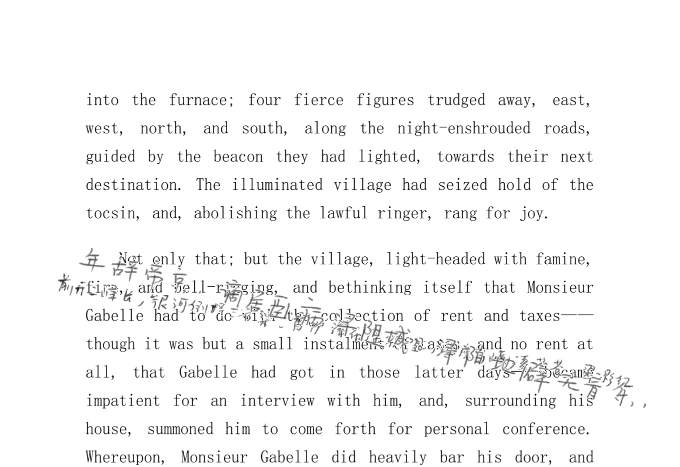 into the furnace; four fierce figures trudged away, east,
west, north, and south, along the night-enshrouded roads,
guided by the beacon they had lighted, towards their next
destination. The illuminated village had seized hold of the
tocsin, and, abolishing the lawful ringer, rang for joy.
Not only that; but the village, light-headed with famine,
年辞帝京
fire, and bell-ringing, and bethinking itself that Monsieur
Gabelle had to do with the collection of rent and taxes——
though it was but a small instalment of taxes, and no rent at
all, that Gabelle had got in those latter days—became
impatient for an interview with him, and, surrounding his
house, summoned him to come forth for personal conference.
Whereupon, Monsieur Gabelle did heavily bar his door, and